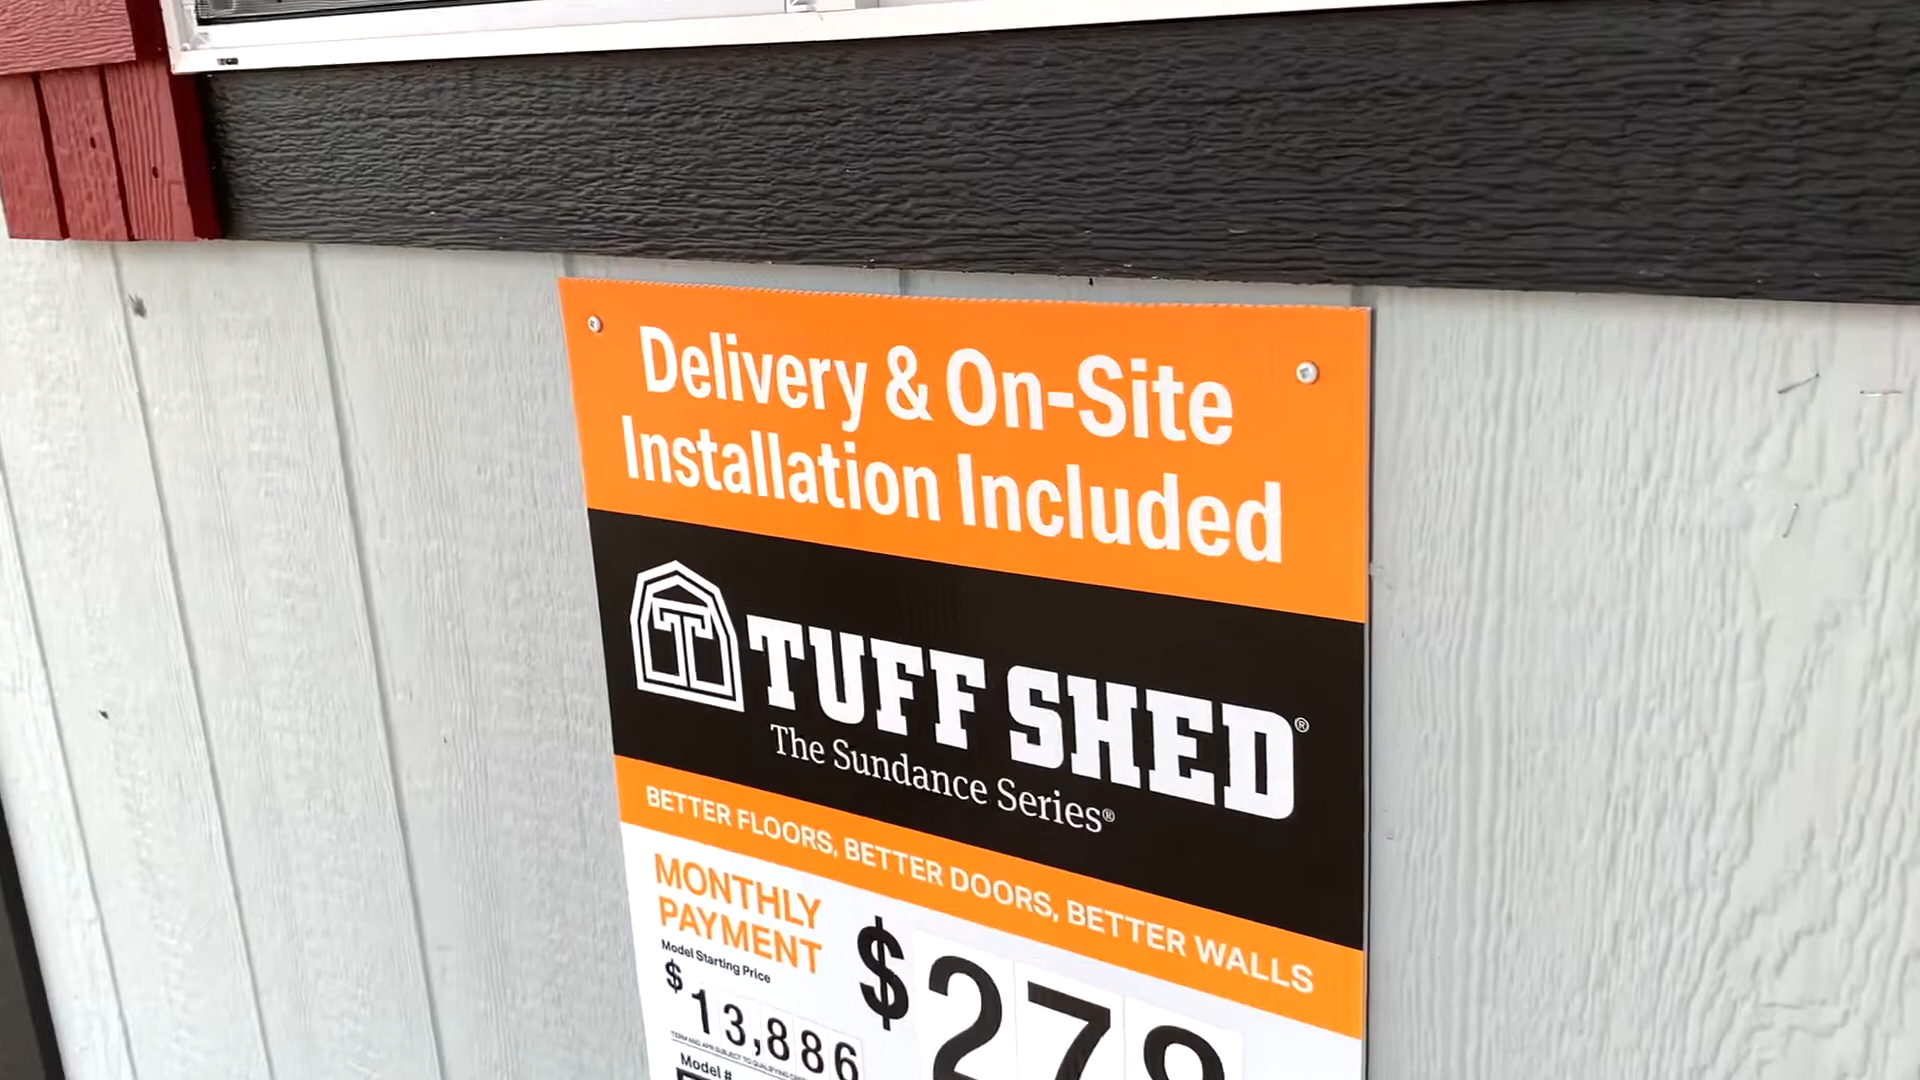 Delivery & On-Site
Installation Included
TUFF SHED®
The Sundance Series®
BETTER FLOORS, BETTER DOORS, BETTER WALLS
MONTHLY
PAYMENT
Model Starting Price
$13,886
$27
Model #